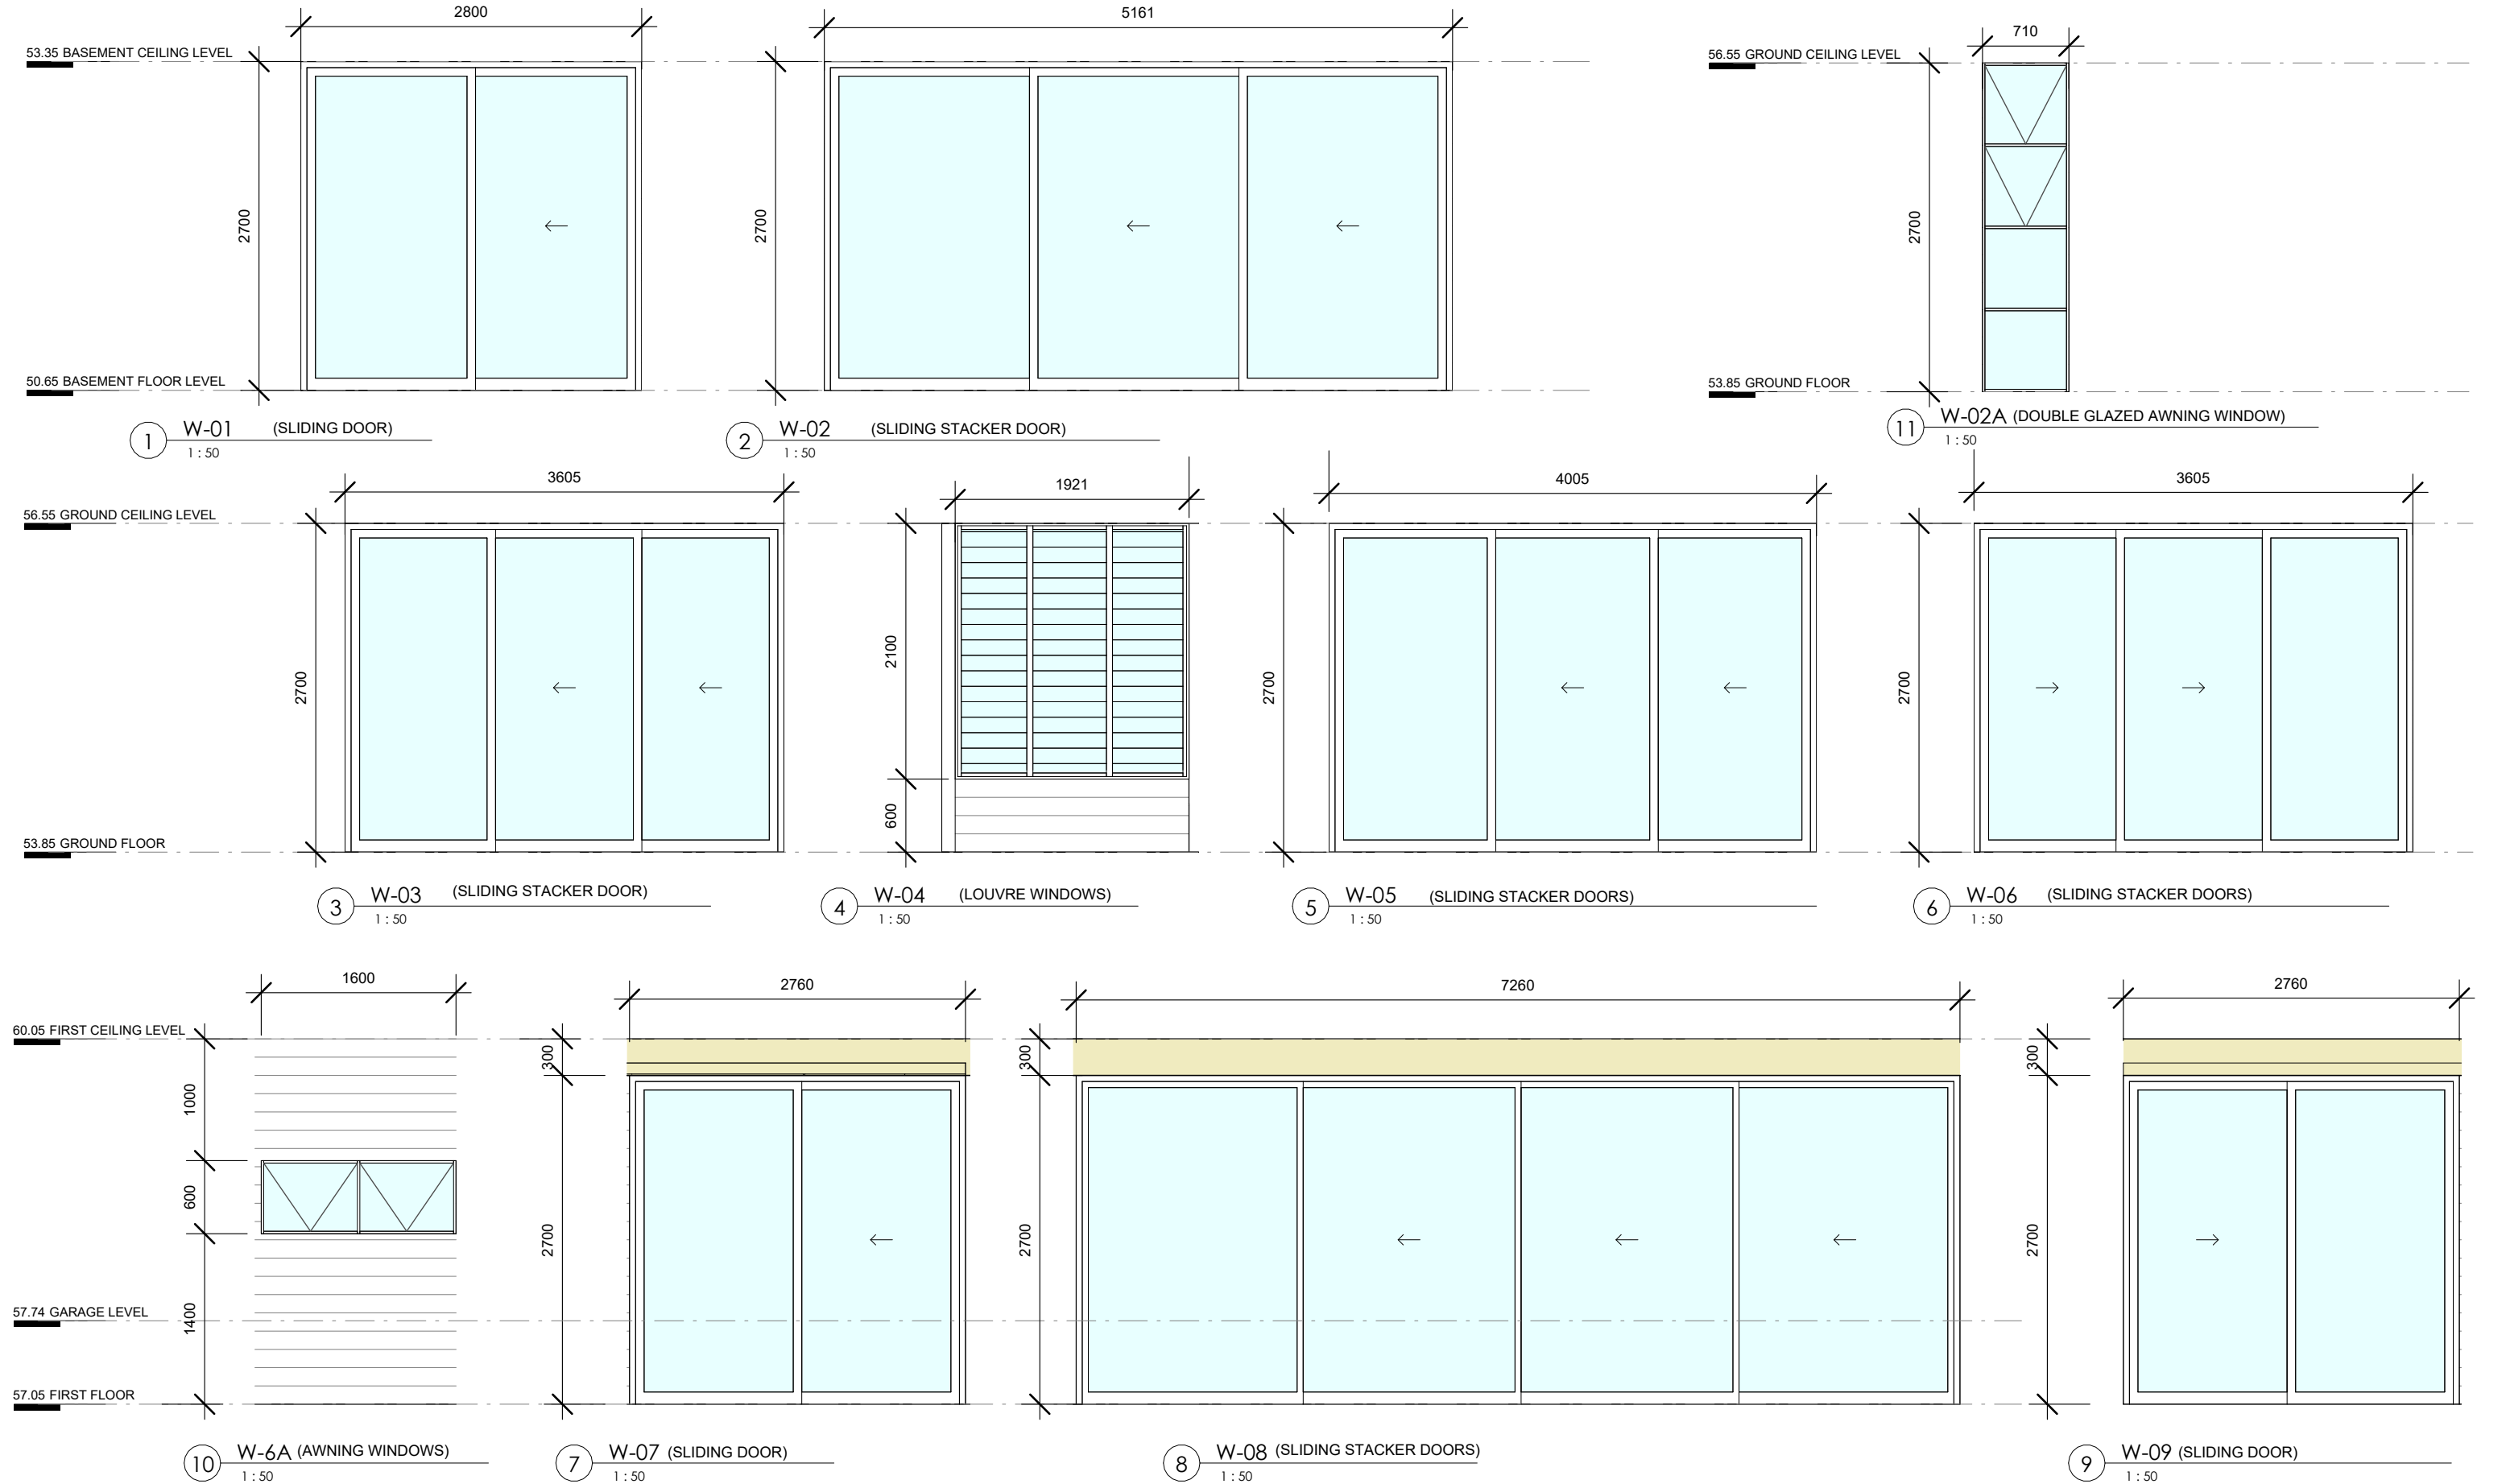 2800
5161
710
53.35 BASEMENT CEILING LEVEL
56.55 GROUND CEILING LEVEL
2700
2700
2700
50.65 BASEMENT FLOOR LEVEL
53.85 GROUND FLOOR
1 W-01 (SLIDING DOOR)
1 : 50
2 W-02 (SLIDING STACKER DOOR)
1 : 50
11 W-02A (DOUBLE GLAZED AWNING WINDOW)
1 : 50
3605
1921
4005
3605
56.55 GROUND CEILING LEVEL
2700
2100
600
2700
2700
53.85 GROUND FLOOR
3 W-03 (SLIDING STACKER DOOR)
1 : 50
4 W-04 (LOUVRE WINDOWS)
1 : 50
5 W-05 (SLIDING STACKER DOORS)
1 : 50
6 W-06 (SLIDING STACKER DOORS)
1 : 50
1600
2760
7260
2760
60.05 FIRST CEILING LEVEL
1000
600
1400
300
2700
300
2700
300
2700
57.74 GARAGE LEVEL
57.05 FIRST FLOOR
10 W-6A (AWNING WINDOWS)
1 : 50
7 W-07 (SLIDING DOOR)
1 : 50
8 W-08 (SLIDING STACKER DOORS)
1 : 50
9 W-09 (SLIDING DOOR)
1 : 50